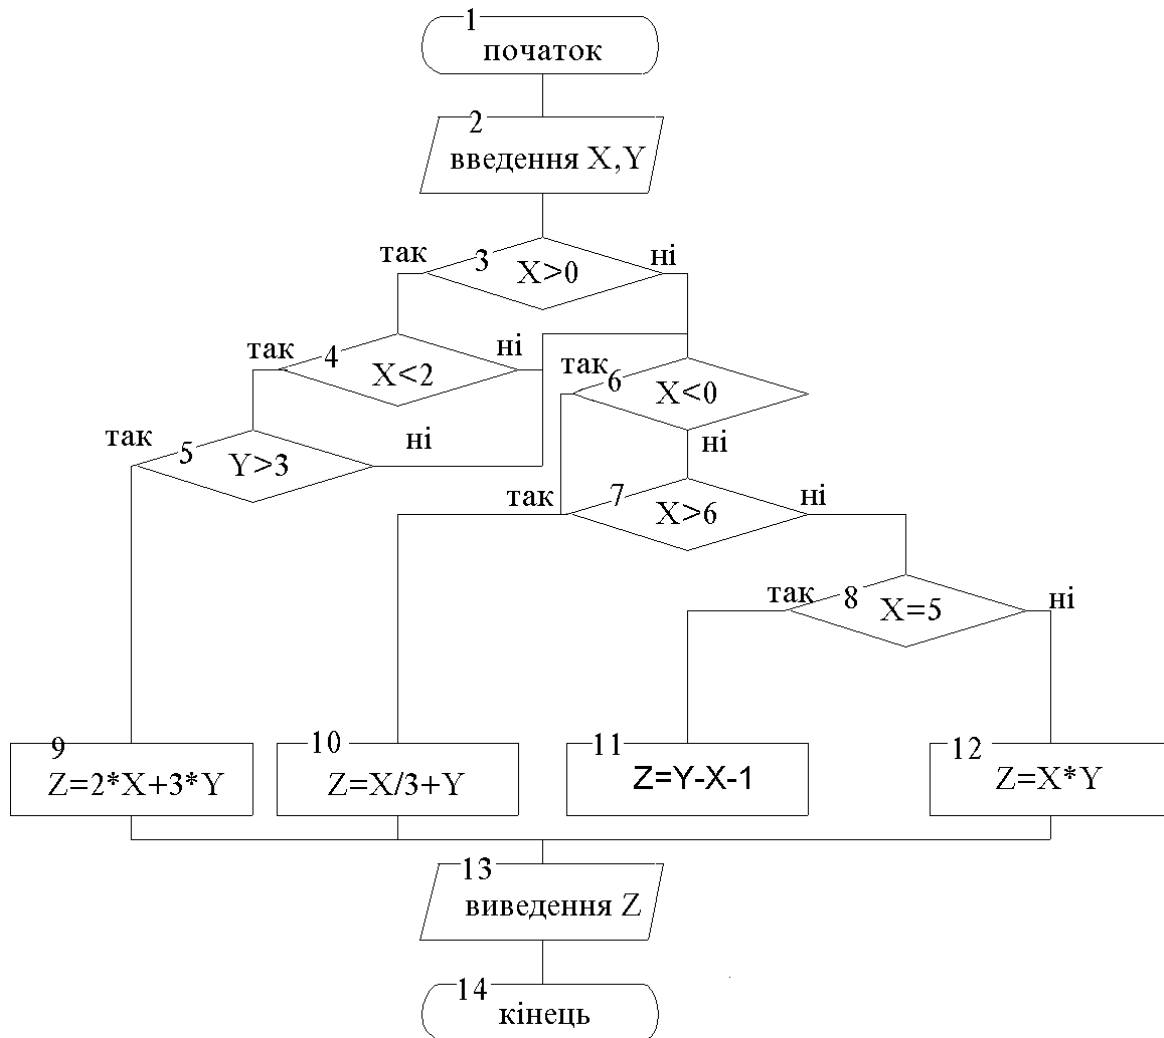 1
початок
2
введення X,Y
так
3
X>0
ні
так
4
X<2
ні
так
6
X<0
ні
так
5
Y>3
ні
так
7
X>6
ні
так
8
X=5
ні
9
Z=2*X+3*Y
10
Z=X/3+Y
11
Z=Y-X-1
12
Z=X*Y
13
виведення Z
14
кінець